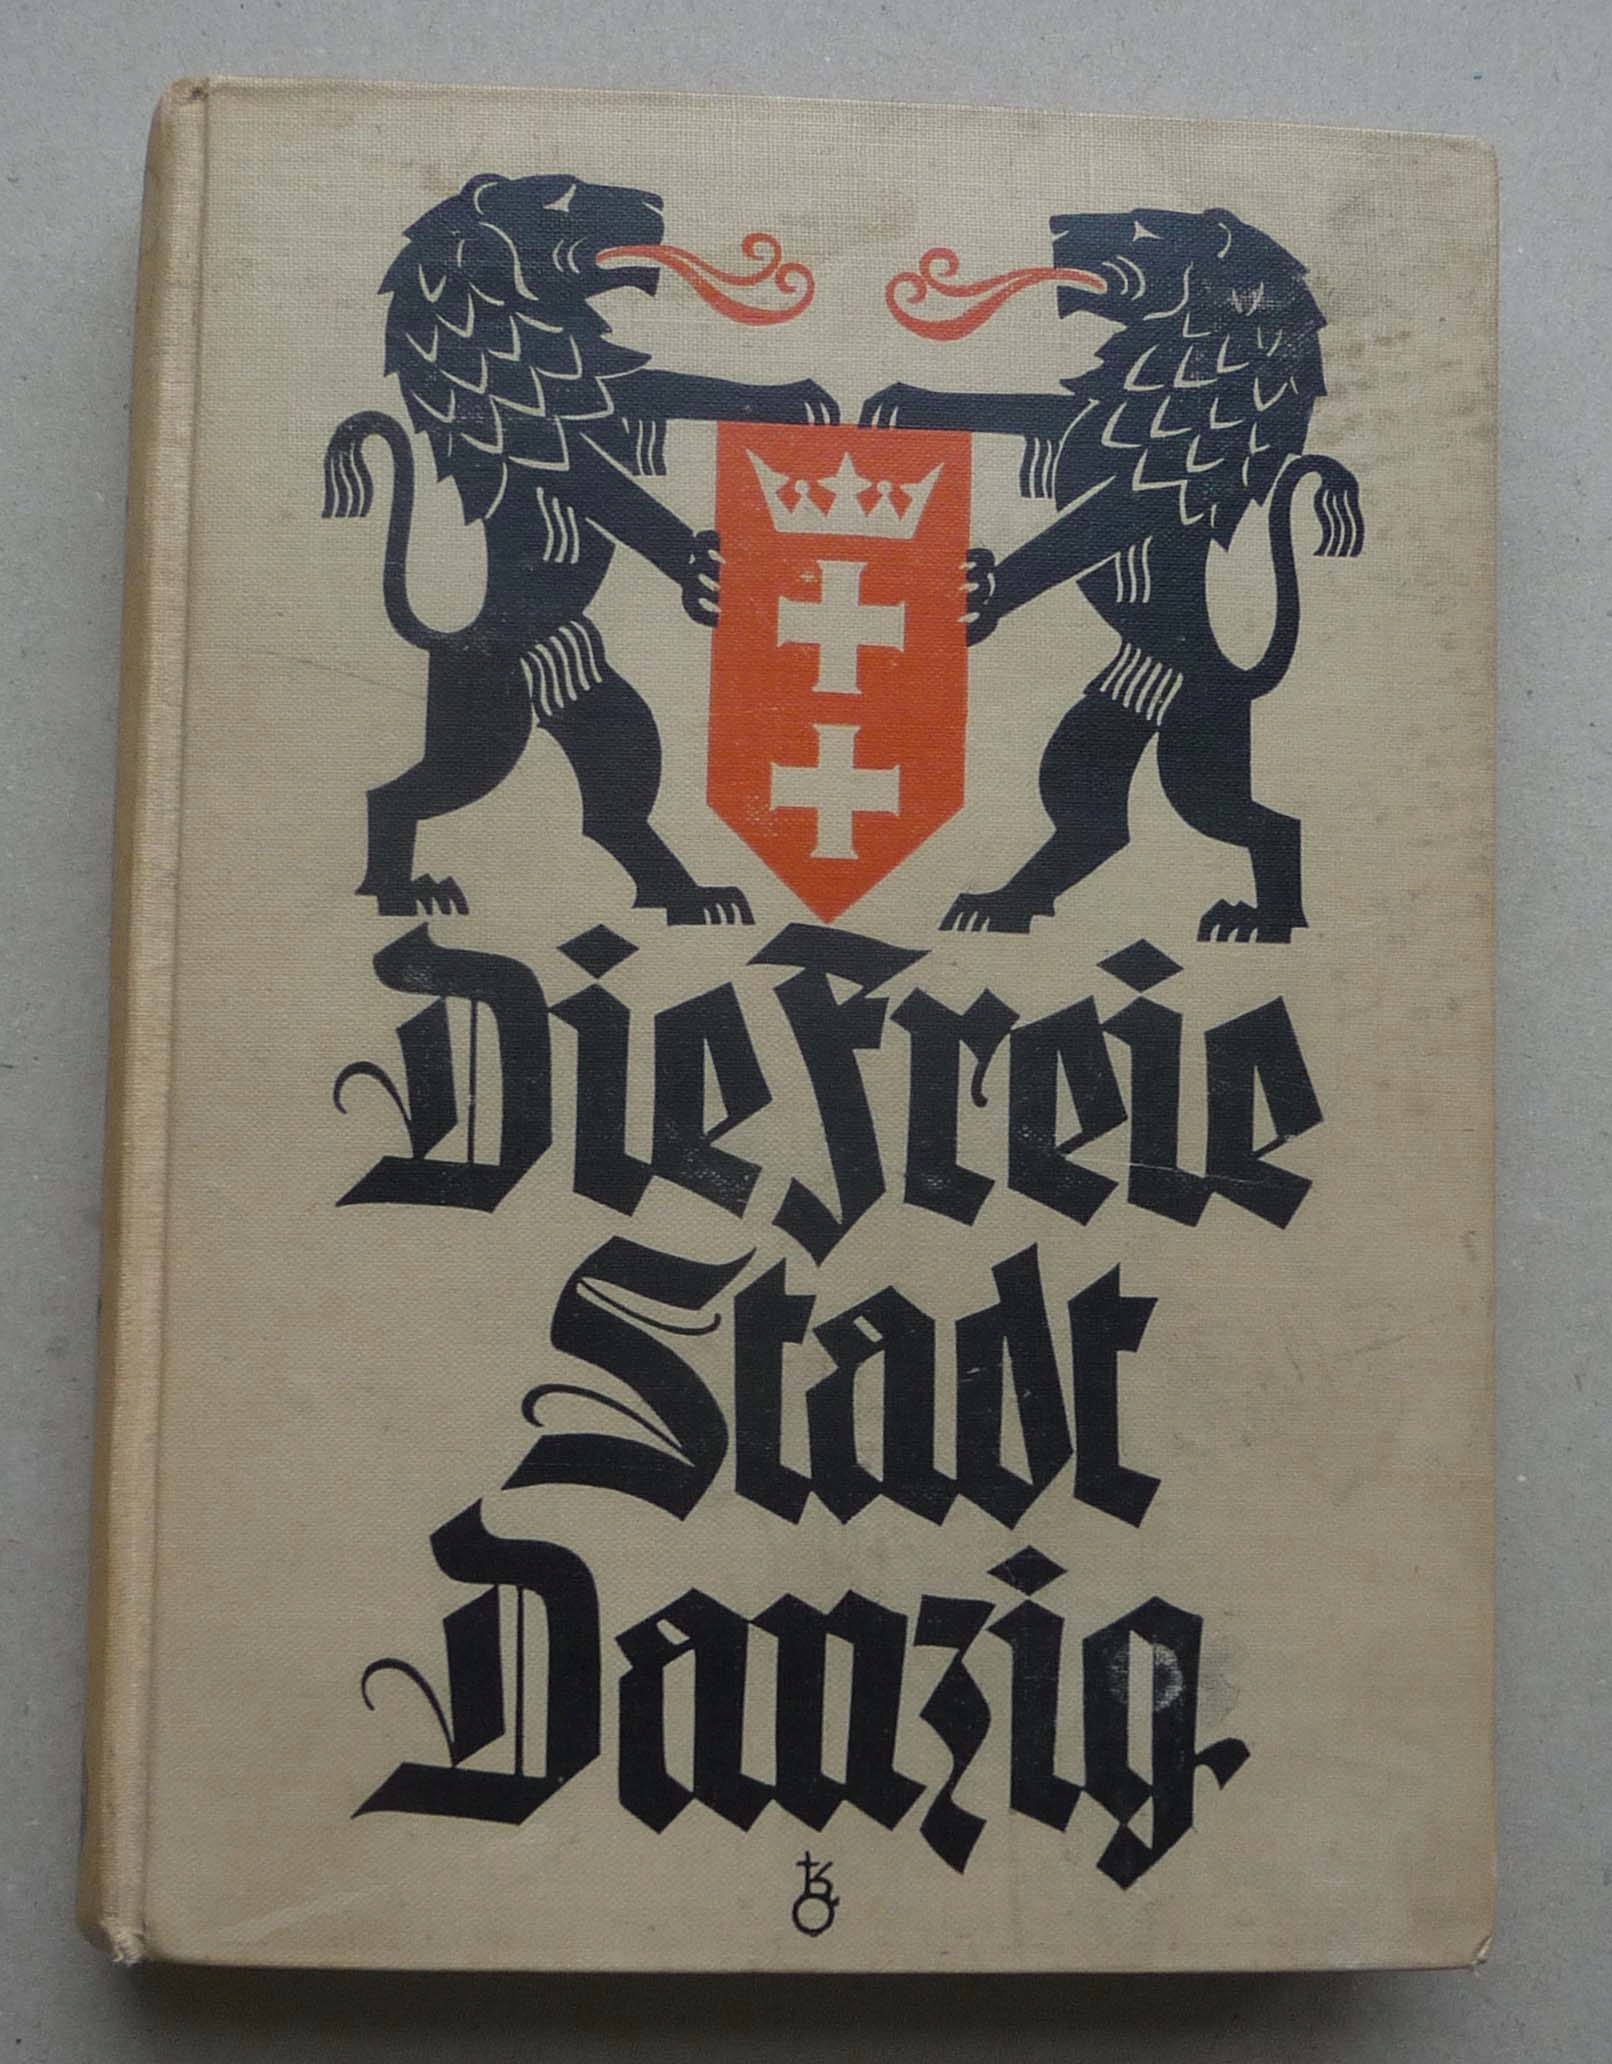 Die Freie
Stadt
Danzig